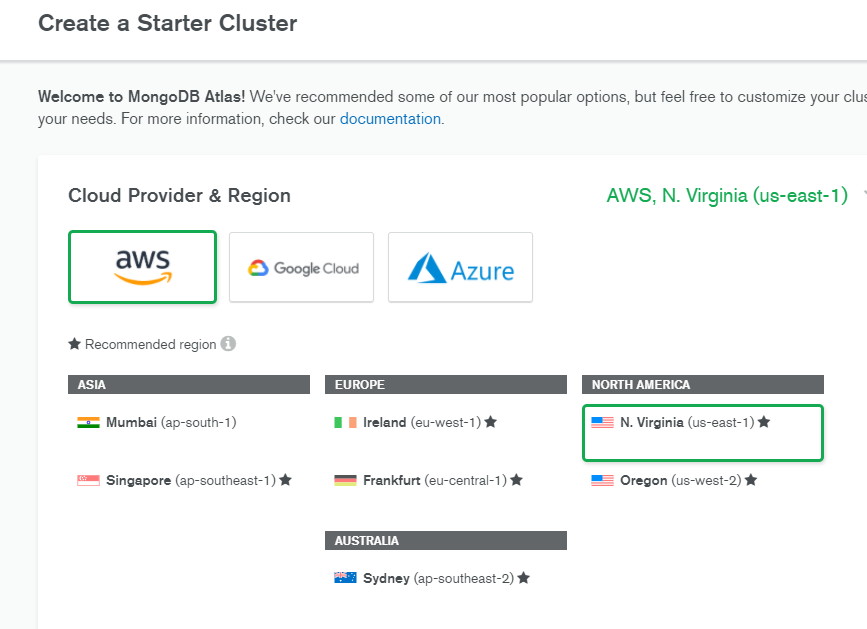 Create a Starter Cluster
Welcome to MongoDB Atlas! We've recommended some of our most popular options, but feel free to customize your
your needs. For more information, check our documentation.
Cloud Provider & Region
AWS, N. Virginia (us-east-1)
aws
Google Cloud
Azure
Recommended region
ASIA
Mumbai (ap-south-1)
Singapore (ap-southeast-1)
EUROPE
Ireland (eu-west-1)
Frankfurt (eu-central-1)
AUSTRALIA
Sydney (ap-southeast-2)
NORTH AMERICA
N. Virginia (us-east-1)
Oregon (us-west-2)